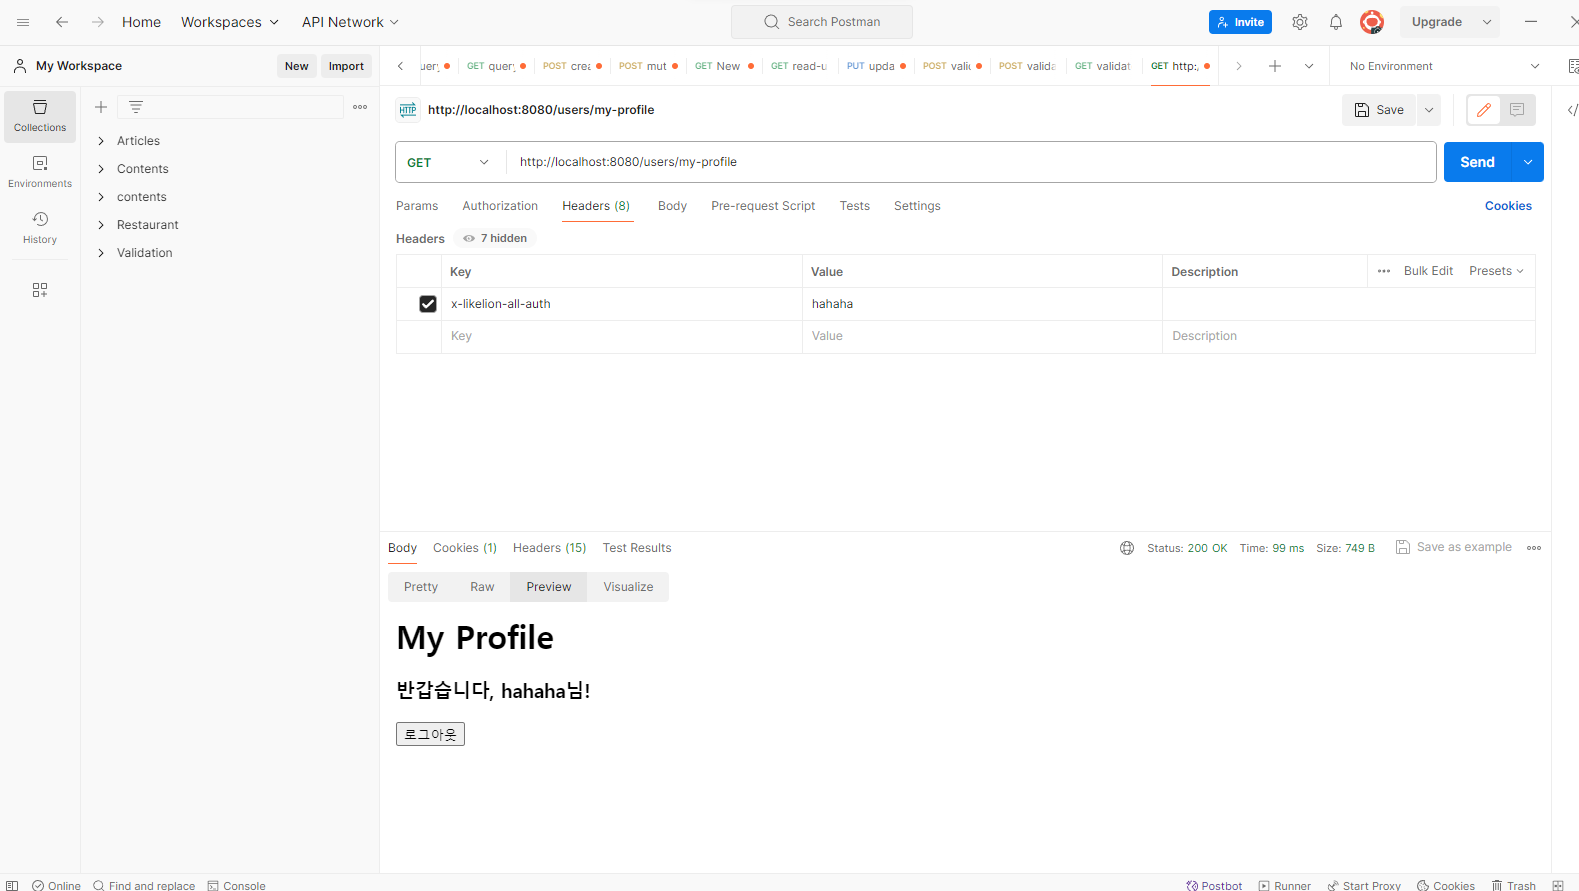 Home Workspaces API Network Search Postman Invite Upgrade
My Workspace New Import
GET query POST crea POST mut GET New GET read-u PUT upda POST valid POST valida GET validat GET http:/ No Environment
Collections
Environments
History
Articles
Contents
contents
Restaurant
Validation
HTTP http://localhost:8080/users/my-profile Save
GET http://localhost:8080/users/my-profile Send
Params Authorization Headers (8) Body Pre-request Script Tests Settings Cookies
Headers 7 hidden
Key Value Description Bulk Edit Presets
x-likelion-all-auth hahaha
Key Value Description
Body Cookies (1) Headers (15) Test Results Status: 200 OK Time: 99 ms Size: 749 B Save as example
Pretty Raw Preview Visualize
My Profile
반갑습니다, hahaha님!
로그아웃
Online Find and replace Console Postbot Runner Start Proxy Cookies Trash